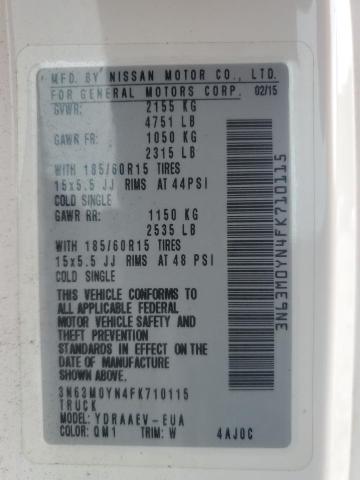 MFD. BY NISSAN MOTOR CO., LTD.
FOR GENERAL MOTORS CORP. 02/15
GVWR: 2155 KG
4751 LB
GAWR FR: 1050 KG
2315 LB
WITH 185/60R15 TIRES
15x5.5 JJ RIMS AT 44PSI
COLD SINGLE
GAWR RR: 1150 KG
2535 LB
WITH 185/60R15 TIRES
15x5.5 JJ RIMS AT 48 PSI
COLD SINGLE
THIS VEHICLE CONFORMS TO
ALL APPLICABLE FEDERAL
MOTOR VEHICLE SAFETY AND
THEFT PREVENTION
STANDARDS IN EFFECT ON
THE DATE OF MANUFACTURE
SHOWN ABOVE.
3N63M0YN4FK710115
TRUCK
MODEL: YDRAAEV-EUA
COLOR: QM1 TRIM: W 4AJ0C
3N63M0YN4FK710115